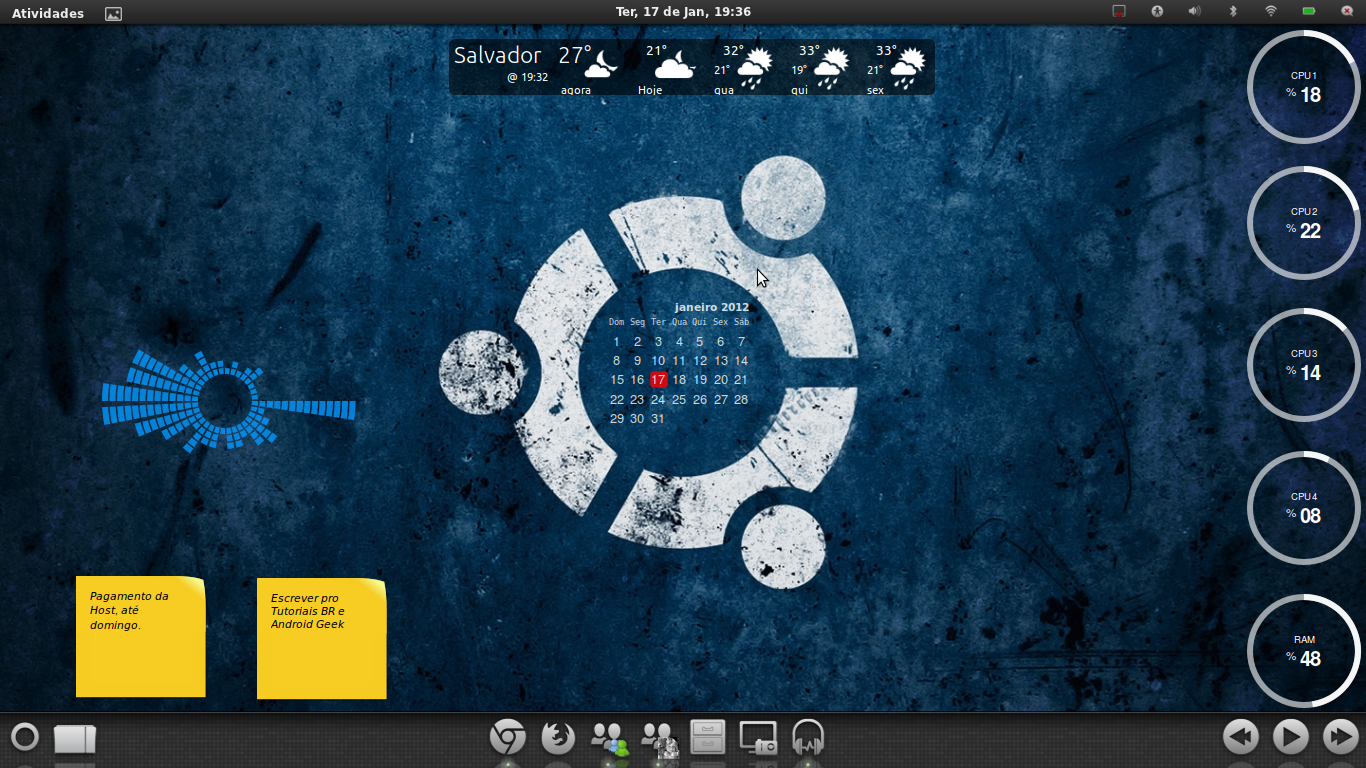 Atividades
Ter, 17 de Jan, 19:36
Salvador 27° 21° 32° 33° 33°
@ 19:32 21° 19° 21°
agora Hoje qua qui sex
CPU1
% 18
CPU2
% 22
janeiro 2012
Dom Seg Ter Qua Qui Sex Sáb
1 2 3 4 5 6 7
8 9 10 11 12 13 14
15 16 17 18 19 20 21
22 23 24 25 26 27 28
29 30 31
CPU3
% 14
CPU4
% 08
Pagamento da
Host, até
domingo.
Escrever pro
Tutoriais BR e
Android Geek
RAM
% 48